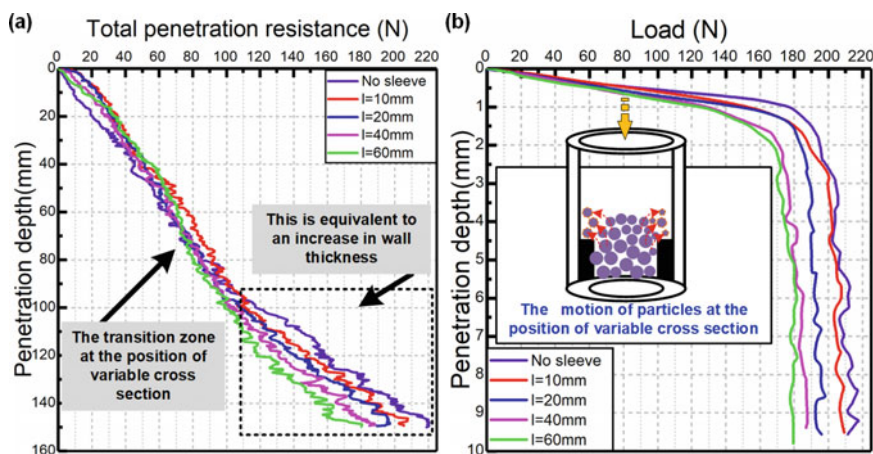 (a)
Total penetration resistance (N)
0 20 40 60 80 100 120 140 160 180 200 220
Penetration depth(mm)
0
20
40
60
80
100
120
140
160
No sleeve
l=10mm
l=20mm
l=40mm
l=60mm
This is equivalent to
an increase in wall
thickness
The transition zone
at the position of
variable cross
section
(b)
Load (N)
0 20 40 60 80 100 120 140 160 180 200 220
Penetration depth(mm)
0
1
2
3
4
5
6
7
8
9
10
The motion of particles at the
position of variable cross section
No sleeve
l=10mm
l=20mm
l=40mm
l=60mm